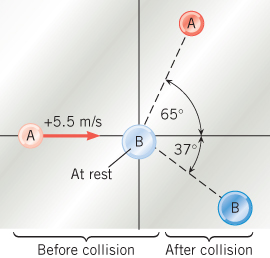 A
+5.5 m/s
A
65°
B
37°
At rest
B
Before collision
After collision